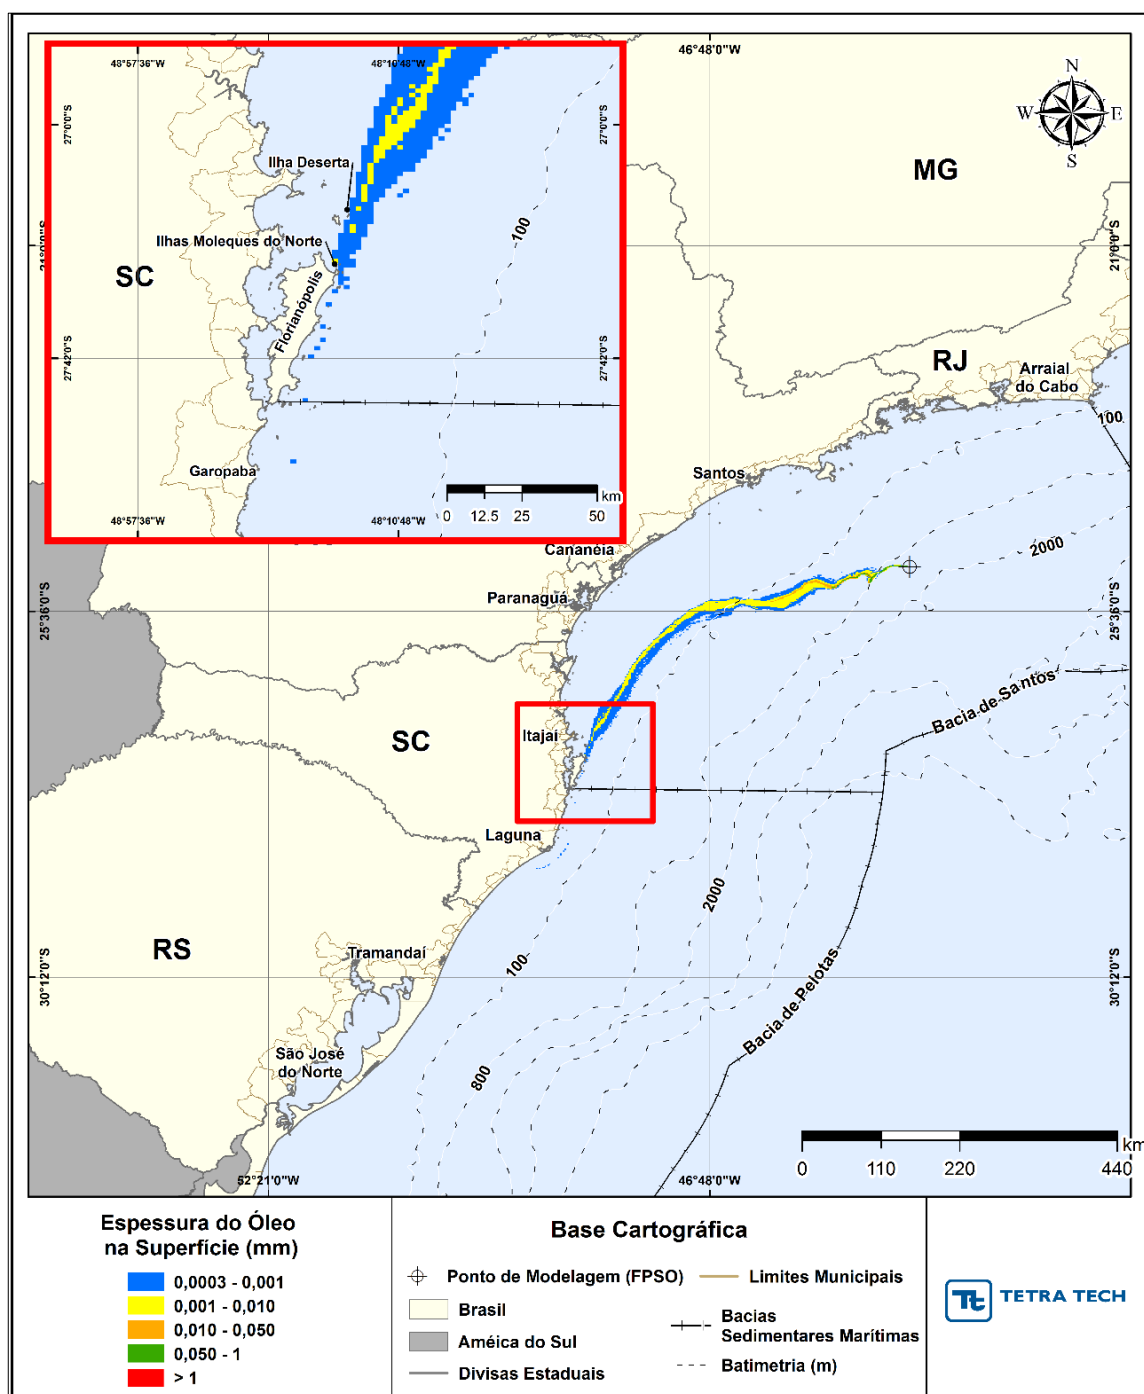 46°48'0"W
48°57'36"W
48°10'48"W
N
W
E
S
27°0'0"S
27°0'0"S
Ilha Deserta
MG
100
Ilhas Moleques do Norte
21°0'0"S
21°0'0"S
SC
Florianópolis
27°42'0"S
27°42'0"S
RJ
Arraial
do Cabo
100
Garopaba
Santos
km
0 12.5 25 50
48°57'36"W
48°10'48"W
Cananéia
2000
Paranaguá
25°36'0"S
25°36'0"S
Bacia de Santos
Itajaí
SC
Laguna
2000
RS
Tramandaí
100
30°12'0"S
30°12'0"S
Bacia de Pelotas
São José
do Norte
800
km
0 110 220 440
52°21'0"W
46°48'0"W
Espessura do Óleo
na Superfície (mm)
0,0003 - 0,001
0,001 - 0,010
0,010 - 0,050
0,050 - 1
> 1
Base Cartográfica
Ponto de Modelagem (FPSO)
Brasil
Améica do Sul
Divisas Estaduais
Limites Municipais
Bacias
Sedimentares Marítimas
Batimetria (m)
Tt
TETRA TECH